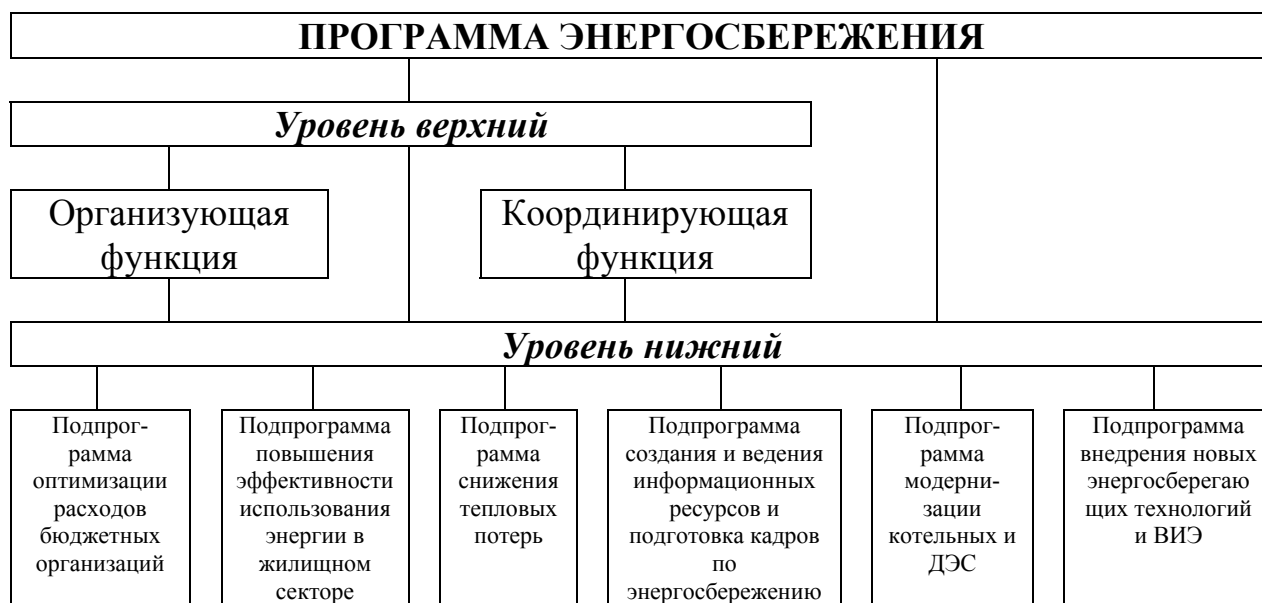 ПРОГРАММА ЭНЕРГОСБЕРЕЖЕНИЯ
Уровень верхний
Организующая
функция
Координирующая
функция
Уровень нижний
Подпрог-
рамма
оптимизации
расходов
бюджетных
организаций
Подпрограмма
повышения
эффективности
использования
энергии в
жилищном
секторе
Подпрог-
рамма
снижения
тепловых
потерь
Подпрограмма
создания и ведения
информационных
ресурсов и
подготовка кадров
по
энергосбережению
Подпрог-
рамма
модерни-
зации
котельных и
ДЭС
Подпрограмма
внедрения новых
энергосберегаю
щих технологий
и ВИЭ